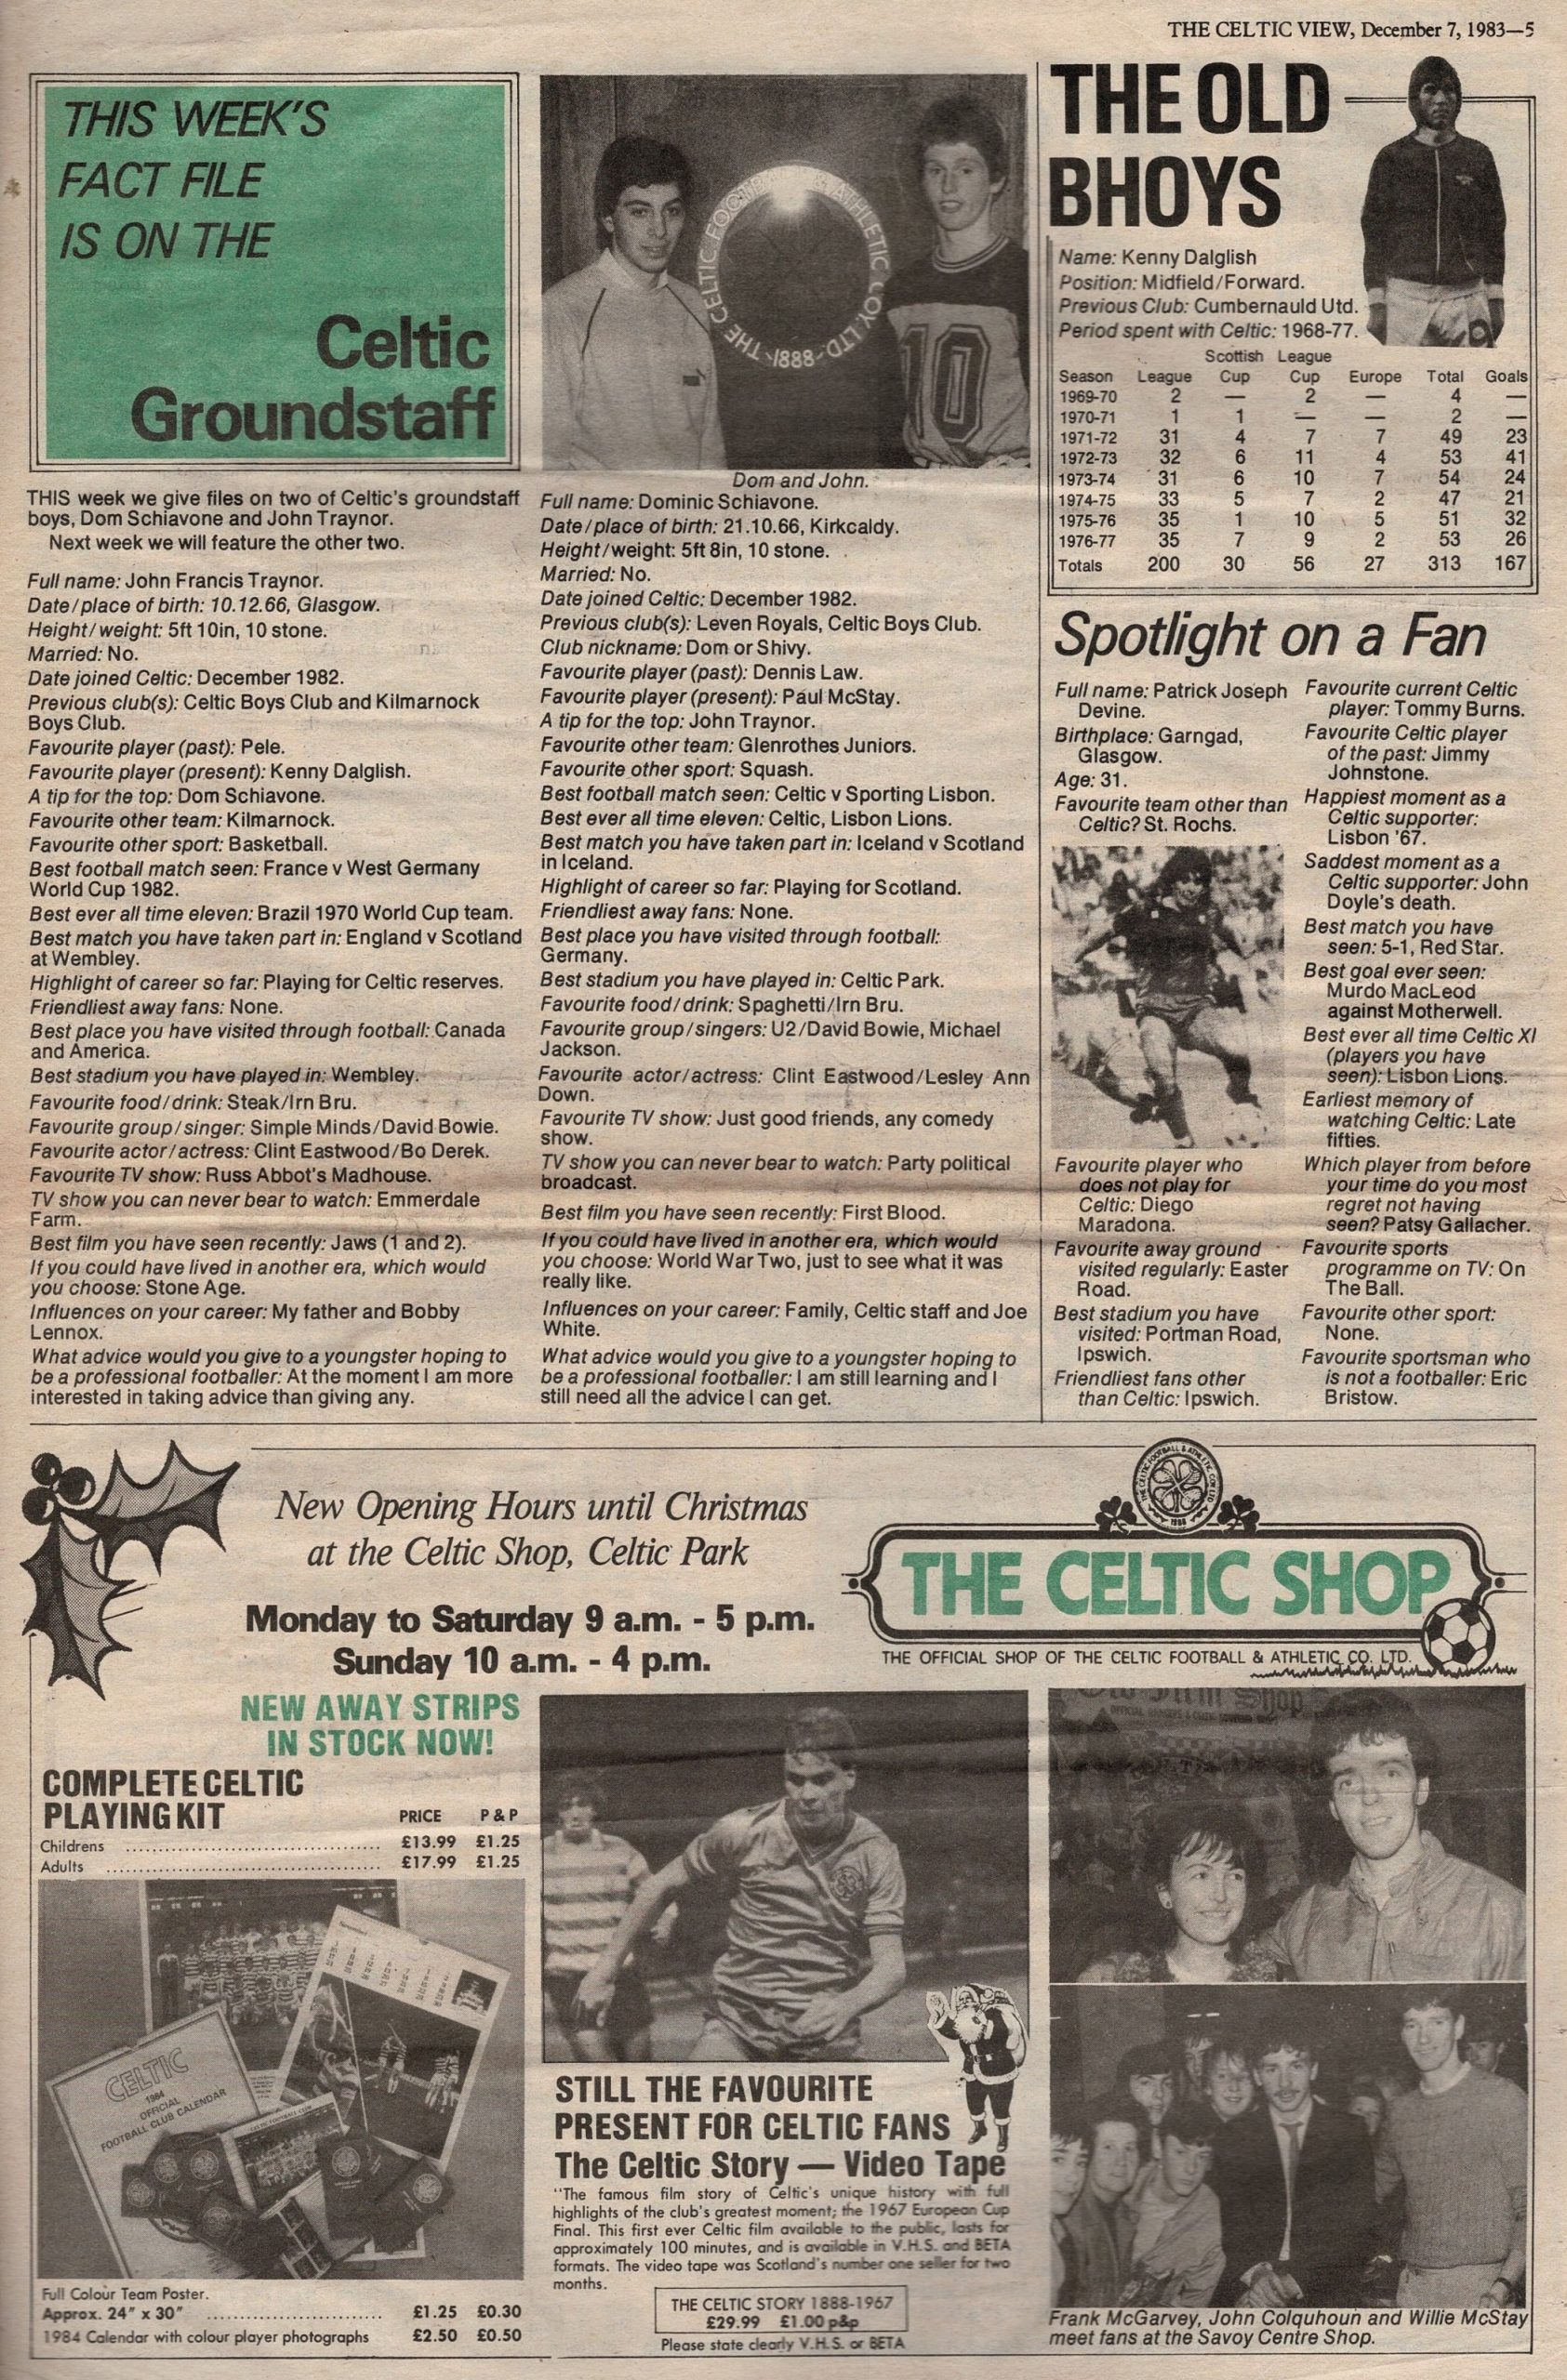 THE CELTIC VIEW, December 7, 1983—5
THIS WEEK'S
FACT FILE
IS ON THE
Celtic
Groundstaff
THIS week we give files on two of Celtic's groundstaff
boys, Dom Schiavone and John Traynor.
Next week we will feature the other two.
Full name: John Francis Traynor.
Date/place of birth: 10.12.66, Glasgow.
Height/weight: 5ft 10in, 10 stone.
Married: No.
Date joined Celtic: December 1982.
Previous club(s): Celtic Boys Club and Kilmarnock
Boys Club.
Favourite player (past): Pele.
Favourite player (present): Kenny Dalglish.
A tip for the top: Dom Schiavone.
Favourite other team: Kilmarnock.
Favourite other sport: Basketball.
Best football match seen: France v West Germany
World Cup 1982.
Best ever all time eleven: Brazil 1970 World Cup team.
Best match you have taken part in: England v Scotland
at Wembley.
Highlight of career so far: Playing for Celtic reserves.
Friendliest away fans: None.
Best place you have visited through football: Canada
and America.
Best stadium you have played in: Wembley.
Favourite food/drink: Steak/Irn Bru.
Favourite group/singer: Simple Minds/David Bowie.
Favourite actor/actress: Clint Eastwood/Bo Derek.
Favourite TV show: Russ Abbot's Madhouse.
TV show you can never bear to watch: Emmerdale
Farm.
Best film you have seen recently: Jaws (1 and 2).
If you could have lived in another era, which would
you choose: Stone Age.
Influences on your career: My father and Bobby
Lennox.
What advice would you give to a youngster hoping to
be a professional footballer: At the moment I am more
interested in taking advice than giving any.
THE CELTIC FOOTBALL & ATHLETIC COY. LTD. 1888
10
Dom and John.
Full name: Dominic Schiavone.
Date/place of birth: 21.10.66, Kirkcaldy.
Height/weight: 5ft 8in, 10 stone.
Married: No.
Date joined Celtic: December 1982.
Previous club(s): Leven Royals, Celtic Boys Club.
Club nickname: Dom or Shivy.
Favourite player (past): Dennis Law.
Favourite player (present): Paul McStay.
A tip for the top: John Traynor.
Favourite other team: Glenrothes Juniors.
Favourite other sport: Squash.
Best football match seen: Celtic v Sporting Lisbon.
Best ever all time eleven: Celtic, Lisbon Lions.
Best match you have taken part in: Iceland v Scotland
in Iceland.
Highlight of career so far: Playing for Scotland.
Friendliest away fans: None.
Best place you have visited through football:
Germany.
Best stadium you have played in: Celtic Park.
Favourite food/drink: Spaghetti/Irn Bru.
Favourite group/singers: U2/David Bowie, Michael
Jackson.
Favourite actor/actress: Clint Eastwood/Lesley Ann
Down.
Favourite TV show: Just good friends, any comedy
show.
TV show you can never bear to watch: Party political
broadcast.
Best film you have seen recently: First Blood.
If you could have lived in another era, which would
you choose: World War Two, just to see what it was
really like.
Influences on your career: Family, Celtic staff and Joe
White.
What advice would you give to a youngster hoping to
be a professional footballer: I am still learning and I
still need all the advice I can get.
THE OLD
BHOYS
Name: Kenny Dalglish
Position: Midfield/Forward.
Previous Club: Cumbernauld Utd.
Period spent with Celtic: 1968-77.
Scottish League
Season League Cup Cup Europe Total Goals
1969-70 2 — 2 — 4 —
1970-71 1 1 — — 2 —
1971-72 31 4 7 7 49 23
1972-73 32 6 11 4 53 41
1973-74 31 6 10 7 54 24
1974-75 33 5 7 2 47 21
1975-76 35 1 10 5 51 32
1976-77 35 7 9 2 53 26
Totals 200 30 56 27 313 167
Spotlight on a Fan
Full name: Patrick Joseph
Devine.
Birthplace: Garngad,
Glasgow.
Age: 31.
Favourite team other than
Celtic? St. Rochs.
Favourite player who
does not play for
Celtic: Diego
Maradona.
Favourite away ground
visited regularly: Easter
Road.
Best stadium you have
visited: Portman Road,
Ipswich.
Friendliest fans other
than Celtic: Ipswich.
Favourite current Celtic
player: Tommy Burns.
Favourite Celtic player
of the past: Jimmy
Johnstone.
Happiest moment as a
Celtic supporter:
Lisbon '67.
Saddest moment as a
Celtic supporter: John
Doyle's death.
Best match you have
seen: 5-1, Red Star.
Best goal ever seen:
Murdo MacLeod
against Motherwell.
Best ever all time Celtic XI
(players you have
seen): Lisbon Lions.
Earliest memory of
watching Celtic: Late
fifties.
Which player from before
your time do you most
regret not having
seen? Patsy Gallacher.
Favourite sports
programme on TV: On
The Ball.
Favourite other sport:
None.
Favourite sportsman who
is not a footballer: Eric
Bristow.
New Opening Hours until Christmas
at the Celtic Shop, Celtic Park
Monday to Saturday 9 a.m. - 5 p.m.
Sunday 10 a.m. - 4 p.m.
THE CELTIC SHOP
THE OFFICIAL SHOP OF THE CELTIC FOOTBALL & ATHLETIC CO. LTD.
NEW AWAY STRIPS
IN STOCK NOW!
COMPLETE CELTIC
PLAYING KIT
PRICE P & P
Childrens £13.99 £1.25
Adults £17.99 £1.25
CELTIC
1984
OFFICIAL
FOOTBALL CLUB CALENDAR
Full Colour Team Poster.
Approx. 24" x 30" £1.25 £0.30
1984 Calendar with colour player photographs £2.50 £0.50
STILL THE FAVOURITE
PRESENT FOR CELTIC FANS
The Celtic Story — Video Tape
"The famous film story of Celtic's unique history with full
highlights of the club's greatest moment; the 1967 European Cup
Final. This first ever Celtic film available to the public, lasts for
approximately 100 minutes, and is available in V.H.S. and BETA
formats. The video tape was Scotland's number one seller for two
months.
THE CELTIC STORY 1888-1967
£29.99 £1.00 p&p
Please state clearly V.H.S. or BETA
Old Firm Shop
Frank McGarvey, John Colquhoun and Willie McStay
meet fans at the Savoy Centre Shop.